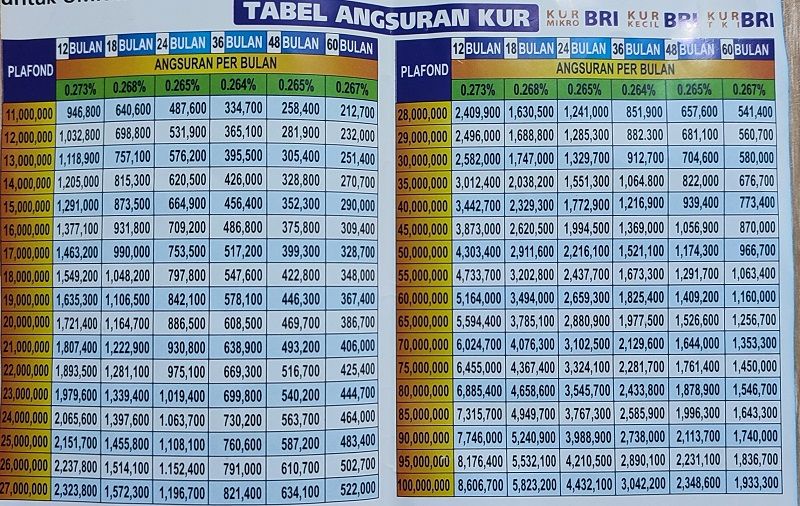 TABEL ANGSURAN KUR KUR MIKRO BRI KUR KECIL BRI KUR TKI BRI
PLAFOND 12 BULAN 18 BULAN 24 BULAN 36 BULAN 48 BULAN 60 BULAN
ANGSURAN PER BULAN
0.273% 0.268% 0.265% 0.264% 0.265% 0.267%
11,000,000 946,800 640,600 487,600 334,700 258,400 212,700
12,000,000 1,032,800 698,800 531,900 365,100 281,900 232,000
13,000,000 1,118,900 757,100 576,200 395,500 305,400 251,400
14,000,000 1,205,000 815,300 620,500 426,000 328,800 270,700
15,000,000 1,291,000 873,500 664,900 456,400 352,300 290,000
16,000,000 1,377,100 931,800 709,200 486,800 375,800 309,400
17,000,000 1,463,200 990,000 753,500 517,200 399,300 328,700
18,000,000 1,549,200 1,048,200 797,800 547,600 422,800 348,000
19,000,000 1,635,300 1,106,500 842,100 578,100 446,300 367,400
20,000,000 1,721,400 1,164,700 886,500 608,500 469,700 386,700
21,000,000 1,807,400 1,222,900 930,800 638,900 493,200 406,000
22,000,000 1,893,500 1,281,100 975,100 669,300 516,700 425,400
23,000,000 1,979,600 1,339,400 1,019,400 699,800 540,200 444,700
24,000,000 2,065,600 1,397,600 1.063,700 730,200 563,700 464,000
25,000,000 2,151,700 1,455,800 1,108,100 760,600 587,200 483,400
26,000,000 2,237,800 1,514,100 1.152,400 791,000 610,700 502,700
27,000,000 2,323,800 1,572,300 1,196,700 821,400 634,100 522,000
PLAFOND 12 BULAN 18 BULAN 24 BULAN 36 BULAN 48 BULAN 60 BULAN
ANGSURAN PER BULAN
0.273% 0.268% 0.265% 0.264% 0.265% 0.267%
28,000,000 2,409,900 1,630,500 1,241,000 851,900 657,600 541,400
29,000,000 2,496,000 1,688,800 1,285,300 882.300 681,100 560,700
30,000,000 2,582,000 1,747,000 1,329,700 912,700 704,600 580,000
35,000,000 3,012,400 2,038,200 1,551,300 1,064.800 822,000 676,700
40,000,000 3,442,700 2,329,300 1,772,900 1,216,900 939,400 773,400
45,000,000 3,873,000 2,620,500 1,994,500 1,369,000 1,056,900 870,000
50,000,000 4,303,400 2,911,600 2,216,100 1,521,100 1,174,300 966,700
55,000,000 4,733,700 3,202,800 2,437,700 1,673,300 1,291,700 1,063,400
60,000,000 5,164,000 3,494,000 2,659,300 1,825,400 1,409,200 1,160,000
65,000,000 5,594,400 3,785,100 2,880,900 1,977,500 1,526,600 1,256,700
70,000,000 6,024,700 4,076,300 3,102,500 2,129,600 1,644,000 1,353,300
75,000,000 6,455,000 4,367,400 3,324,100 2,281,700 1,761,400 1,450,000
80,000,000 6,885,400 4,658,600 3,545,700 2,433,800 1,878,900 1,546,700
85,000,000 7,315,700 4,949,700 3,767,300 2,585,900 1,996,300 1,643,300
90,000,000 7,746,000 5,240,900 3,988,900 2,738,000 2,113,700 1,740,000
95,000,000 8,176,400 5,532,100 4,210,500 2,890,100 2,231,100 1,836,700
100,000,000 8,606,700 5,823,200 4,432,100 3,042,200 2,348,600 1,933,300